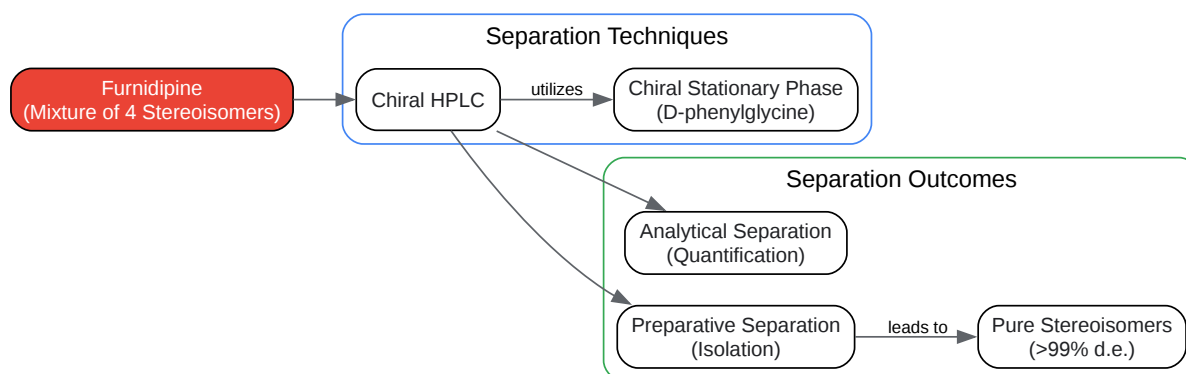 Separation Techniques
Furnidipine
(Mixture of 4 Stereoisomers)
Chiral HPLC
utilizes
Chiral Stationary Phase
(D-phenylglycine)
Separation Outcomes
Analytical Separation
(Quantification)
Preparative Separation
(Isolation)
leads to
Pure Stereoisomers
(>99% d.e.)